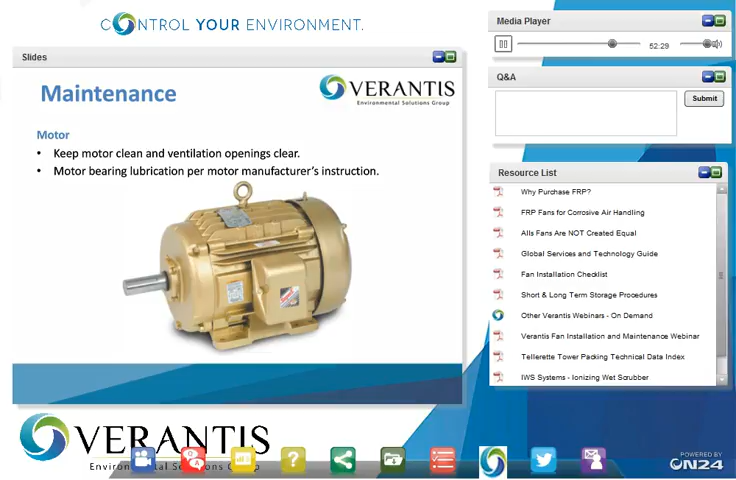 CONTROL YOUR ENVIRONMENT.
Slides
Maintenance
VERANTIS
Environmental Solutions Group
Motor
• Keep motor clean and ventilation openings clear.
• Motor bearing lubrication per motor manufacturer's instruction.
VERANTIS
Environmental Solutions Group
Media Player
52:29
Q&A
Submit
Resource List
Why Purchase FRP?
FRP Fans for Corrosive Air Handling
Alls Fans Are NOT Created Equal
Global Services and Technology Guide
Fan Installation Checklist
Short & Long Term Storage Procedures
Other Verantis Webinars - On Demand
Verantis Fan Installation and Maintenance Webinar
Tellerette Tower Packing Technical Data Index
IWS Systems - Ionizing Wet Scrubber
Q
A
?
POWERED BY
ON24